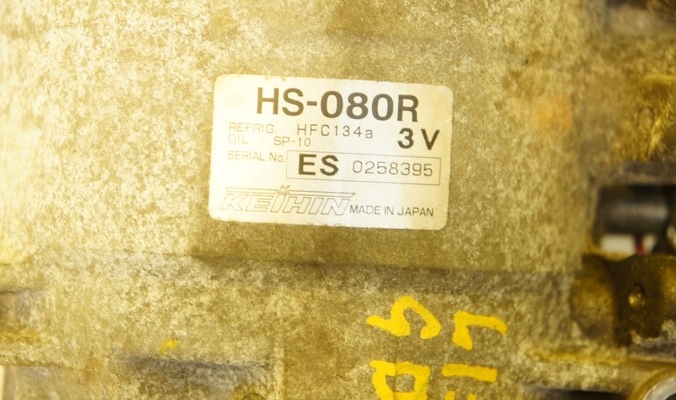 HS-080R
REFRIG. HFC134a 3V
OIL SP-10
SERIAL No. ES 0258395
KEIHIN MADE IN JAPAN